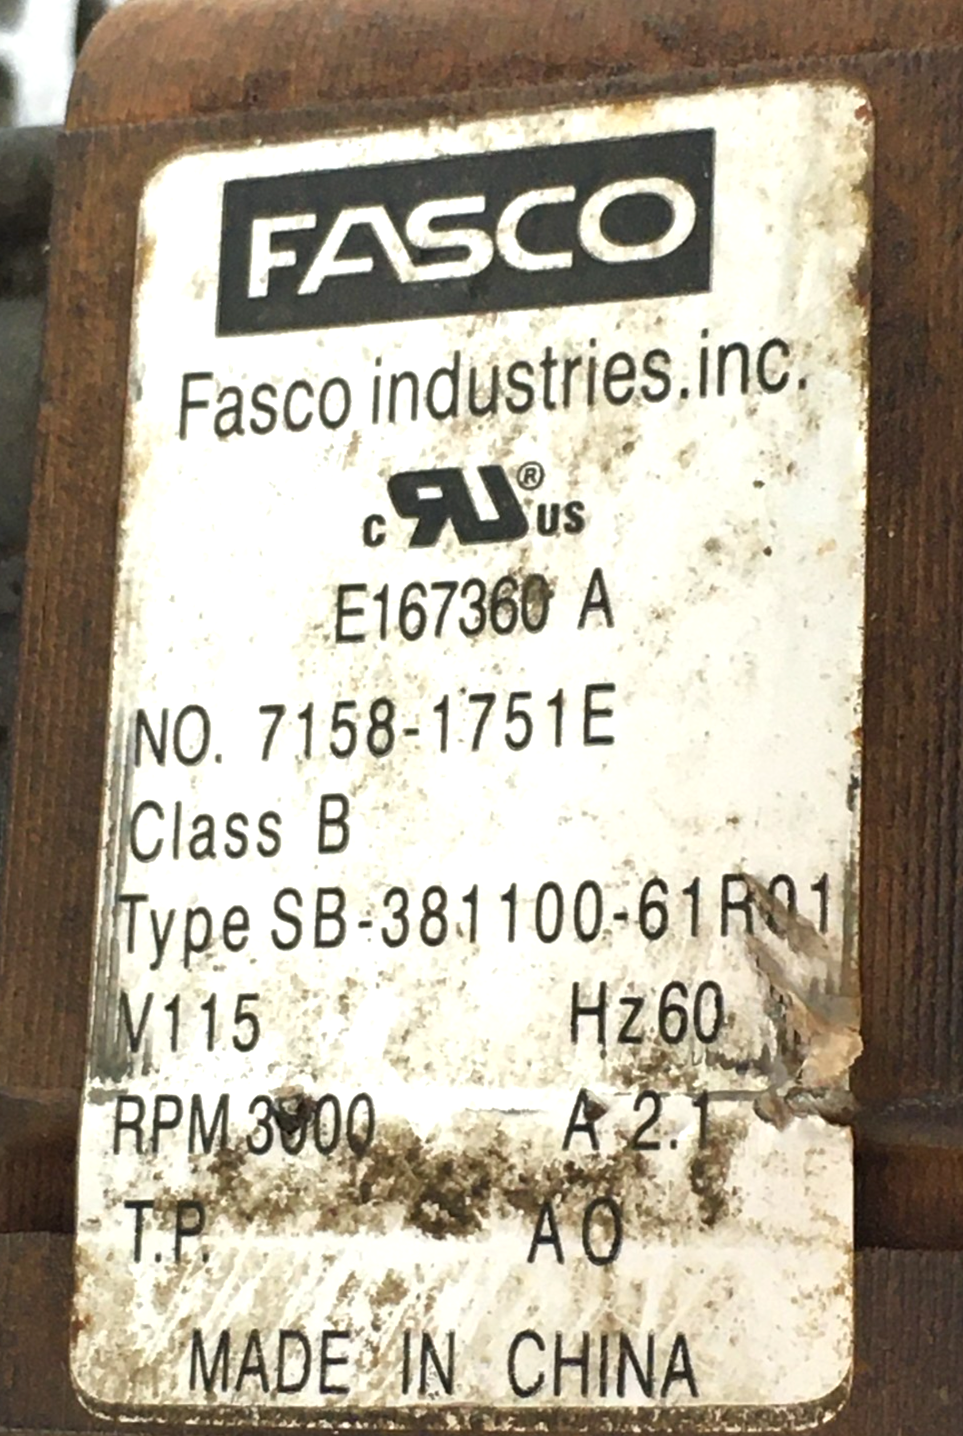 FASCO
Fasco industries.inc.
c RU® us
E167360 A
NO. 7158-1751E
Class B
Type SB-381100-61R01
V115 Hz60
RPM 3000 A 2.1
T.P. AO
MADE IN CHINA